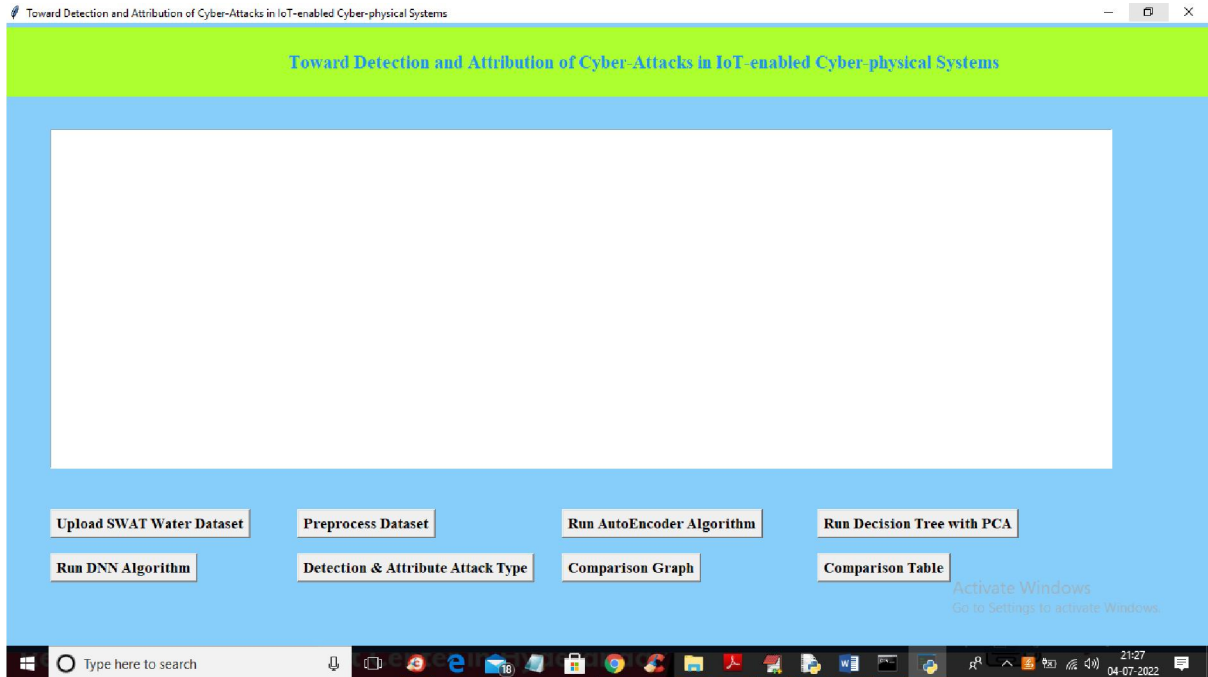 Toward Detection and Attribution of Cyber-Attacks in IoT-enabled Cyber-physical Systems
Toward Detection and Attribution of Cyber-Attacks in IoT-enabled Cyber-physical Systems
Upload SWAT Water Dataset
Preprocess Dataset
Run AutoEncoder Algorithm
Run Decision Tree with PCA
Run DNN Algorithm
Detection & Attribute Attack Type
Comparison Graph
Comparison Table
Activate Windows
Go to Settings to activate Windows.
Type here to search
18
21:27
04-07-2022